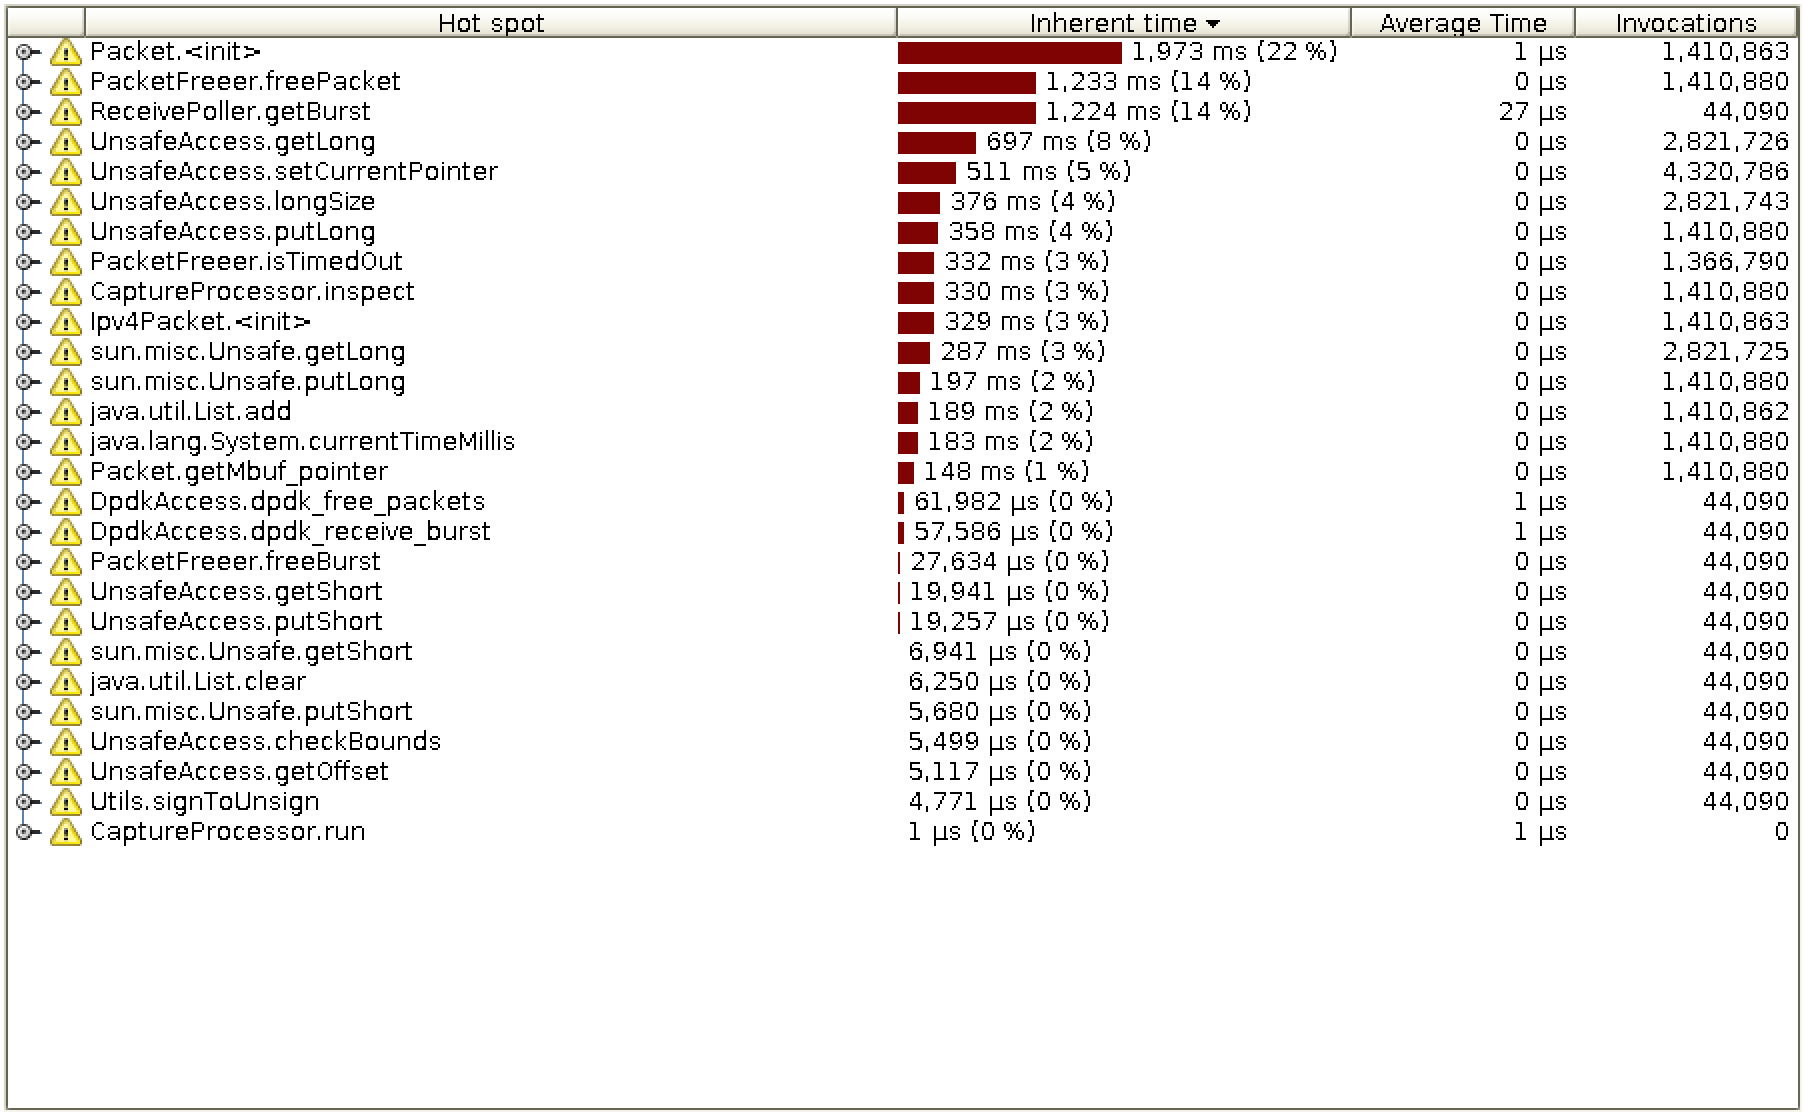 Hot spot Inherent time Average Time Invocations
Packet.<init> 1,973 ms (22 %) 1 µs 1,410,863
PacketFreeer.freePacket 1,233 ms (14 %) 0 µs 1,410,880
ReceivePoller.getBurst 1,224 ms (14 %) 27 µs 44,090
UnsafeAccess.getLong 697 ms (8 %) 0 µs 2,821,726
UnsafeAccess.setCurrentPointer 511 ms (5 %) 0 µs 4,320,786
UnsafeAccess.longSize 376 ms (4 %) 0 µs 2,821,743
UnsafeAccess.putLong 358 ms (4 %) 0 µs 1,410,880
PacketFreeer.isTimedOut 332 ms (3 %) 0 µs 1,366,790
CaptureProcessor.inspect 330 ms (3 %) 0 µs 1,410,880
Ipv4Packet.<init> 329 ms (3 %) 0 µs 1,410,863
sun.misc.Unsafe.getLong 287 ms (3 %) 0 µs 2,821,725
sun.misc.Unsafe.putLong 197 ms (2 %) 0 µs 1,410,880
java.util.List.add 189 ms (2 %) 0 µs 1,410,862
java.lang.System.currentTimeMillis 183 ms (2 %) 0 µs 1,410,880
Packet.getMbuf_pointer 148 ms (1 %) 0 µs 1,410,880
DpdkAccess.dpdk_free_packets 61,982 µs (0 %) 1 µs 44,090
DpdkAccess.dpdk_receive_burst 57,586 µs (0 %) 1 µs 44,090
PacketFreeer.freeBurst 27,634 µs (0 %) 0 µs 44,090
UnsafeAccess.getShort 19,941 µs (0 %) 0 µs 44,090
UnsafeAccess.putShort 19,257 µs (0 %) 0 µs 44,090
sun.misc.Unsafe.getShort 6,941 µs (0 %) 0 µs 44,090
java.util.List.clear 6,250 µs (0 %) 0 µs 44,090
sun.misc.Unsafe.putShort 5,680 µs (0 %) 0 µs 44,090
UnsafeAccess.checkBounds 5,499 µs (0 %) 0 µs 44,090
UnsafeAccess.getOffset 5,117 µs (0 %) 0 µs 44,090
Utils.signToUnsign 4,771 µs (0 %) 0 µs 44,090
CaptureProcessor.run 1 µs (0 %) 1 µs 0